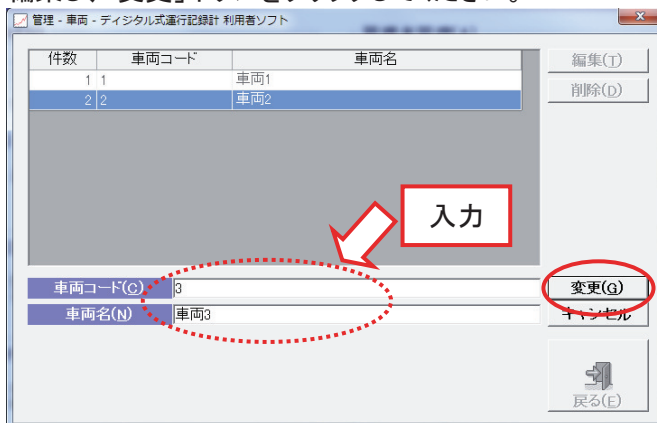 管理 - 車両 - ディジタル式運行記録計 利用者ソフト
件数 車両コード 車両名
1 1 車両1
2 2 車両2
編集(T)
削除(D)
入力
車両コード(C) 3
車両名(N) 車両3
変更(G)
キャンセル
戻る(E)